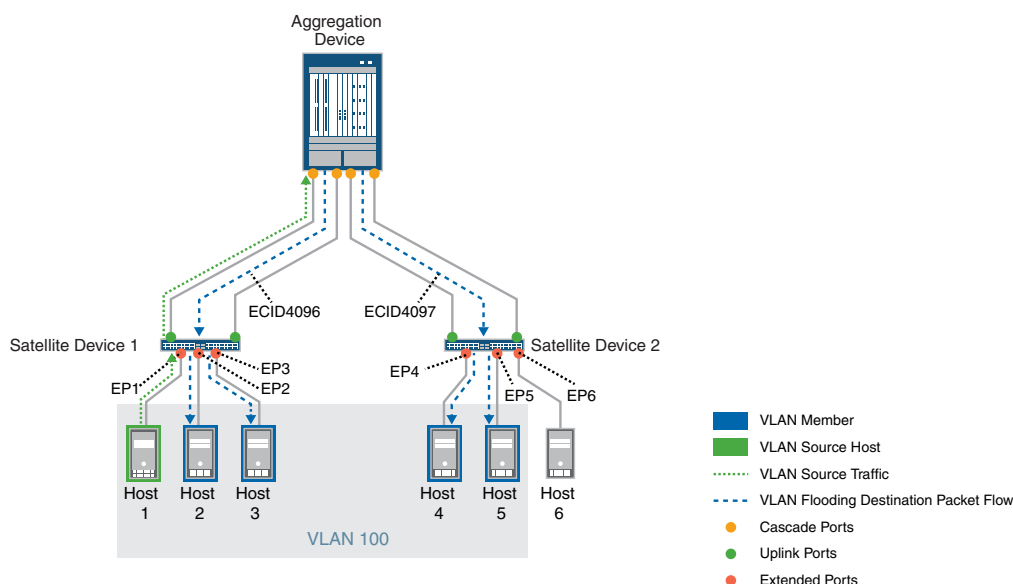 Aggregation
Device
ECID4096
ECID4097
Satellite Device 1
Satellite Device 2
EP1
EP3
EP2
EP4
EP5
EP6
Host
1
Host
2
Host
3
Host
4
Host
5
Host
6
VLAN 100
VLAN Member
VLAN Source Host
VLAN Source Traffic
VLAN Flooding Destination Packet Flow
Cascade Ports
Uplink Ports
Extended Ports